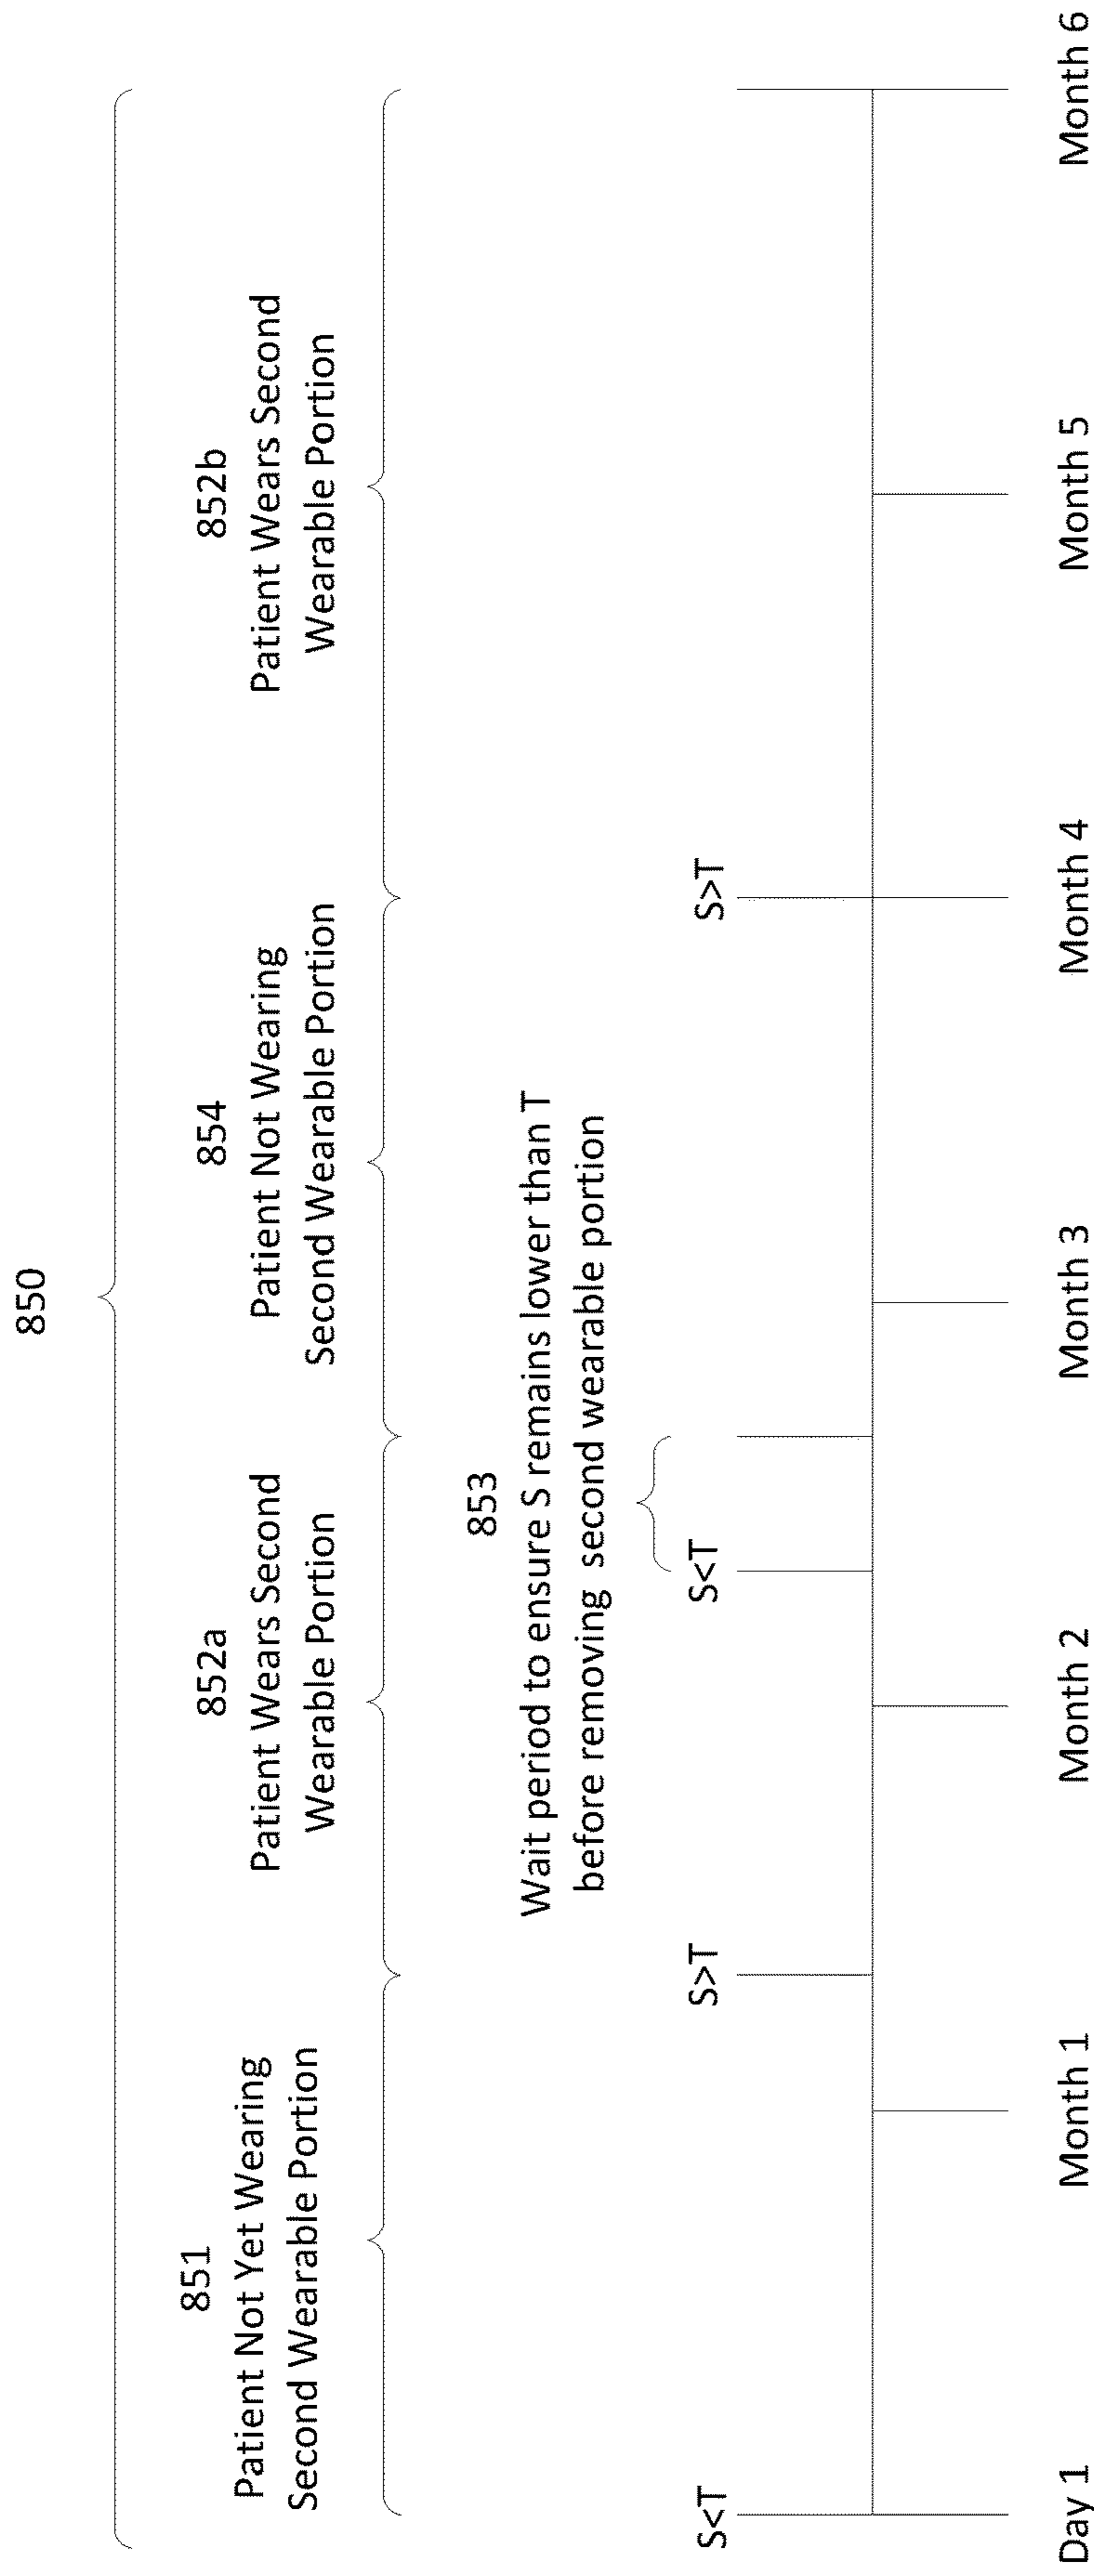 850
851
Patient Not Yet Wearing
Second Wearable Portion
852a
Patient Wears Second
Wearable Portion
854
Patient Not Wearing
Second Wearable Portion
852b
Patient Wears Second
Wearable Portion
853
Wait period to ensure S remains lower than T
before removing second wearable portion
S<T
S>T
S<T
S>T
Day 1
Month 1
Month 2
Month 3
Month 4
Month 5
Month 6